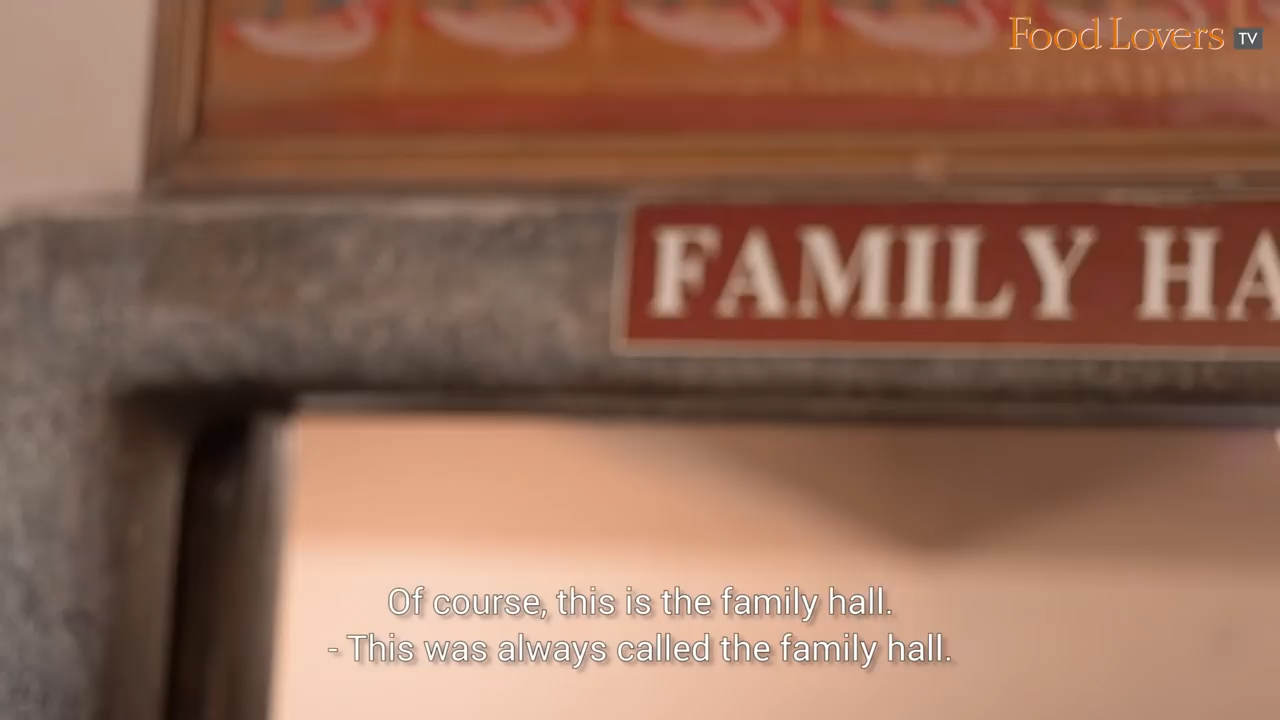 Food Lovers TV
FAMILY HA
Of course, this is the family hall.
- This was always called the family hall.